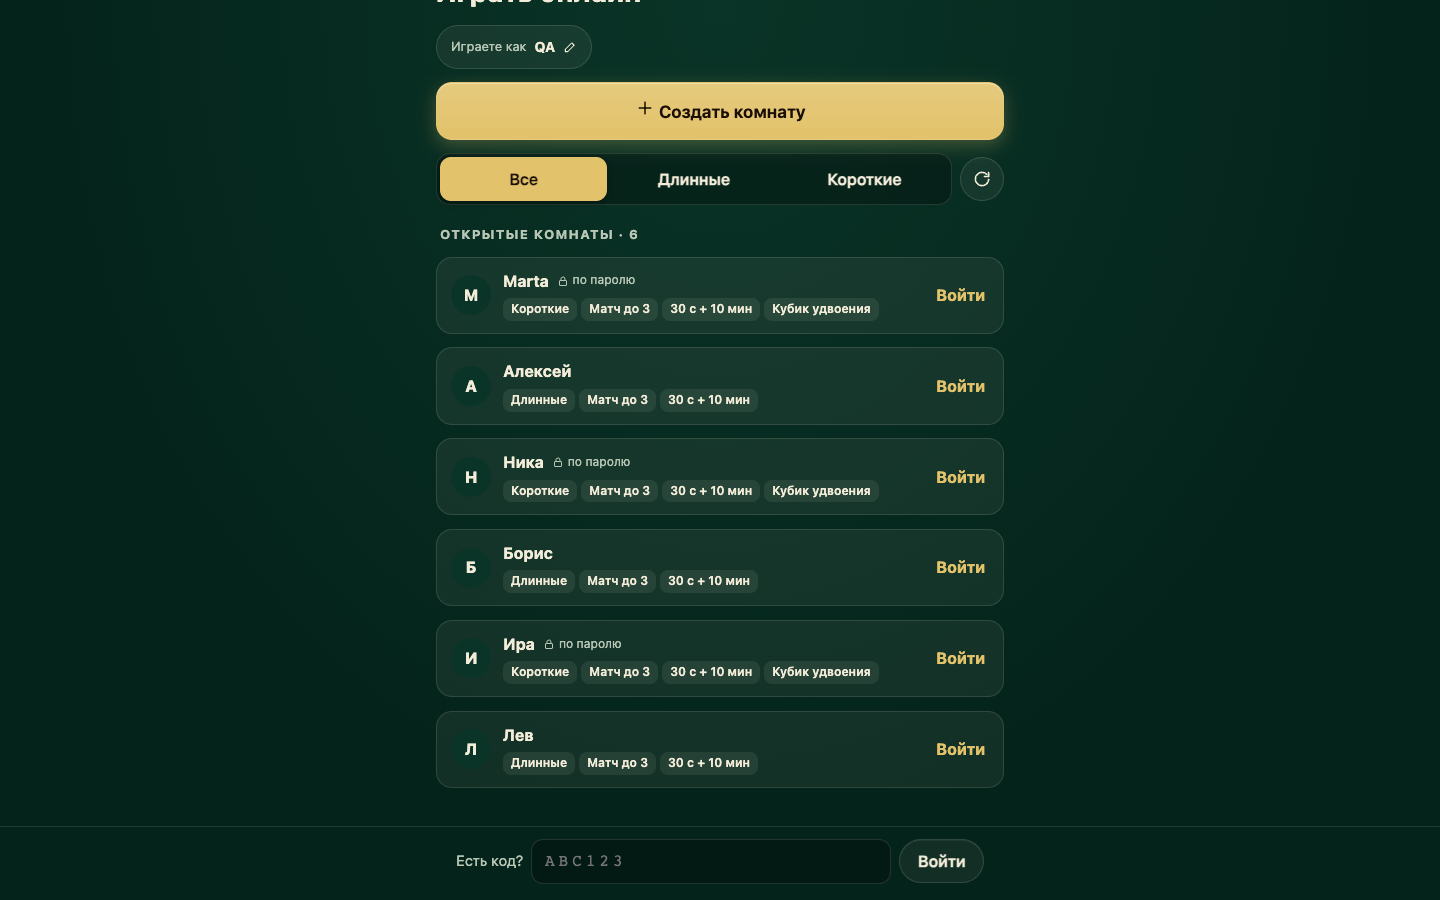 Играть онлайн
Играете как QA
+ Создать комнату
Все Длинные Короткие
ОТКРЫТЫЕ КОМНАТЫ · 6
M Marta по паролю
Короткие Матч до 3 30 с + 10 мин Кубик удвоения
Войти
А Алексей
Длинные Матч до 3 30 с + 10 мин
Войти
Н Ника по паролю
Короткие Матч до 3 30 с + 10 мин Кубик удвоения
Войти
Б Борис
Длинные Матч до 3 30 с + 10 мин
Войти
И Ира по паролю
Короткие Матч до 3 30 с + 10 мин Кубик удвоения
Войти
Л Лев
Длинные Матч до 3 30 с + 10 мин
Войти
Есть код? ABC123 Войти